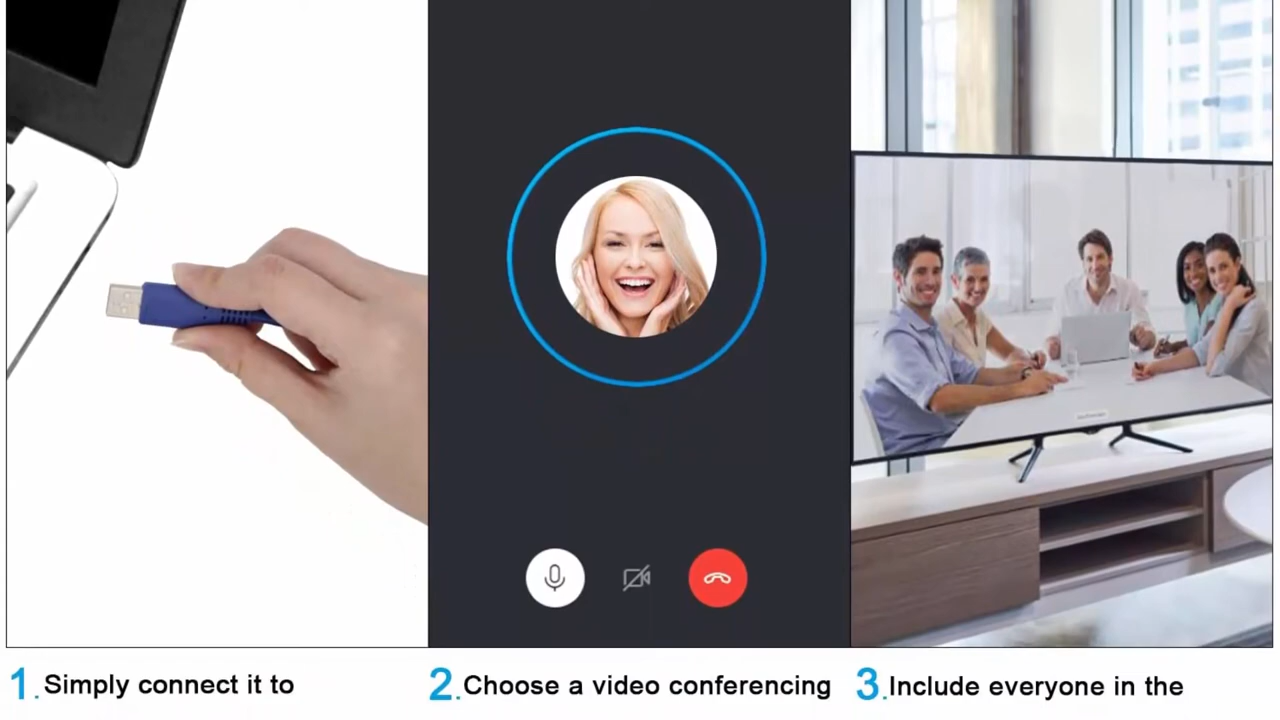 1. Simply connect it to
2. Choose a video conferencing
3. Include everyone in the